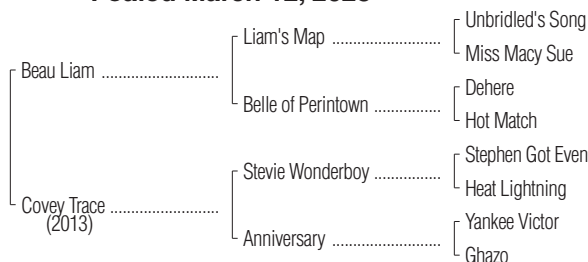 Foaled March 12,
Unbridled's Song
Liam's Map
Miss Macy Sue
Beau Liam
Dehere
Belle of Perintown
Hot Match
Stephen Got Even
Stevie Wonderboy
Heat Lightning
Covey Trace
(2013)
Yankee Victor
Anniversary
Ghazo